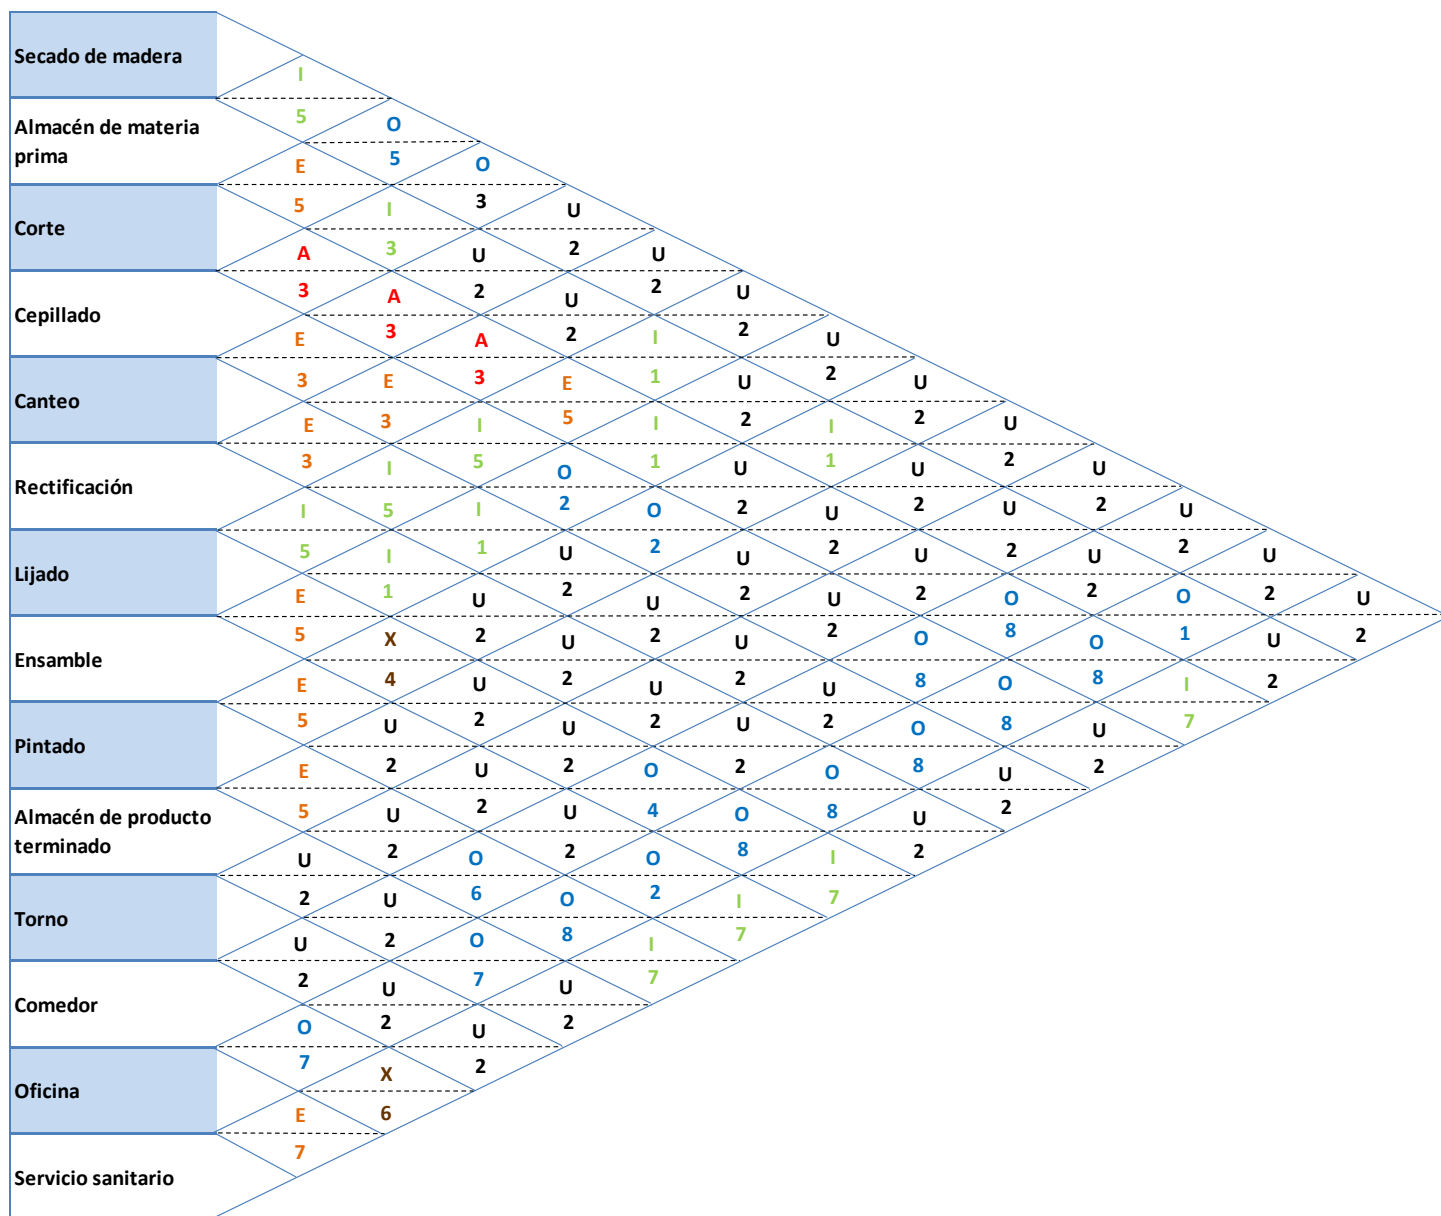 Secado de madera
I
5
Almacén de materia
prima
O
5
E O
5 3
Corte
I U
3 2
A U U
3 2 2
Cepillado
A U U
3 2 2
E A I U
3 3 1 2
Canteo
E E U U
3 5 2 2
E I I I U
3 5 1 1 2
Rectificación
I O U U U
5 2 2 2 2
I I O U U U
5 1 2 2 2 2
Lijado
I U U U U U
1 2 2 2 2 2
E U U U O O U
5 2 2 2 8 1 2
Ensamble
X U U O O U
4 2 2 8 8 2
E U U U O I
5 2 2 2 8 7
Pintado
U U U O U
2 2 2 8 2
E U O O U
5 2 4 8 2
Almacén de producto
terminado
U U O U
2 2 8 2
U O O I
2 6 2 7
Torno
U O I
2 8 7
U O I
2 7 7
Comedor
U U
2 2
O U
7 2
Oficina
X
6
E
7
Servicio sanitario